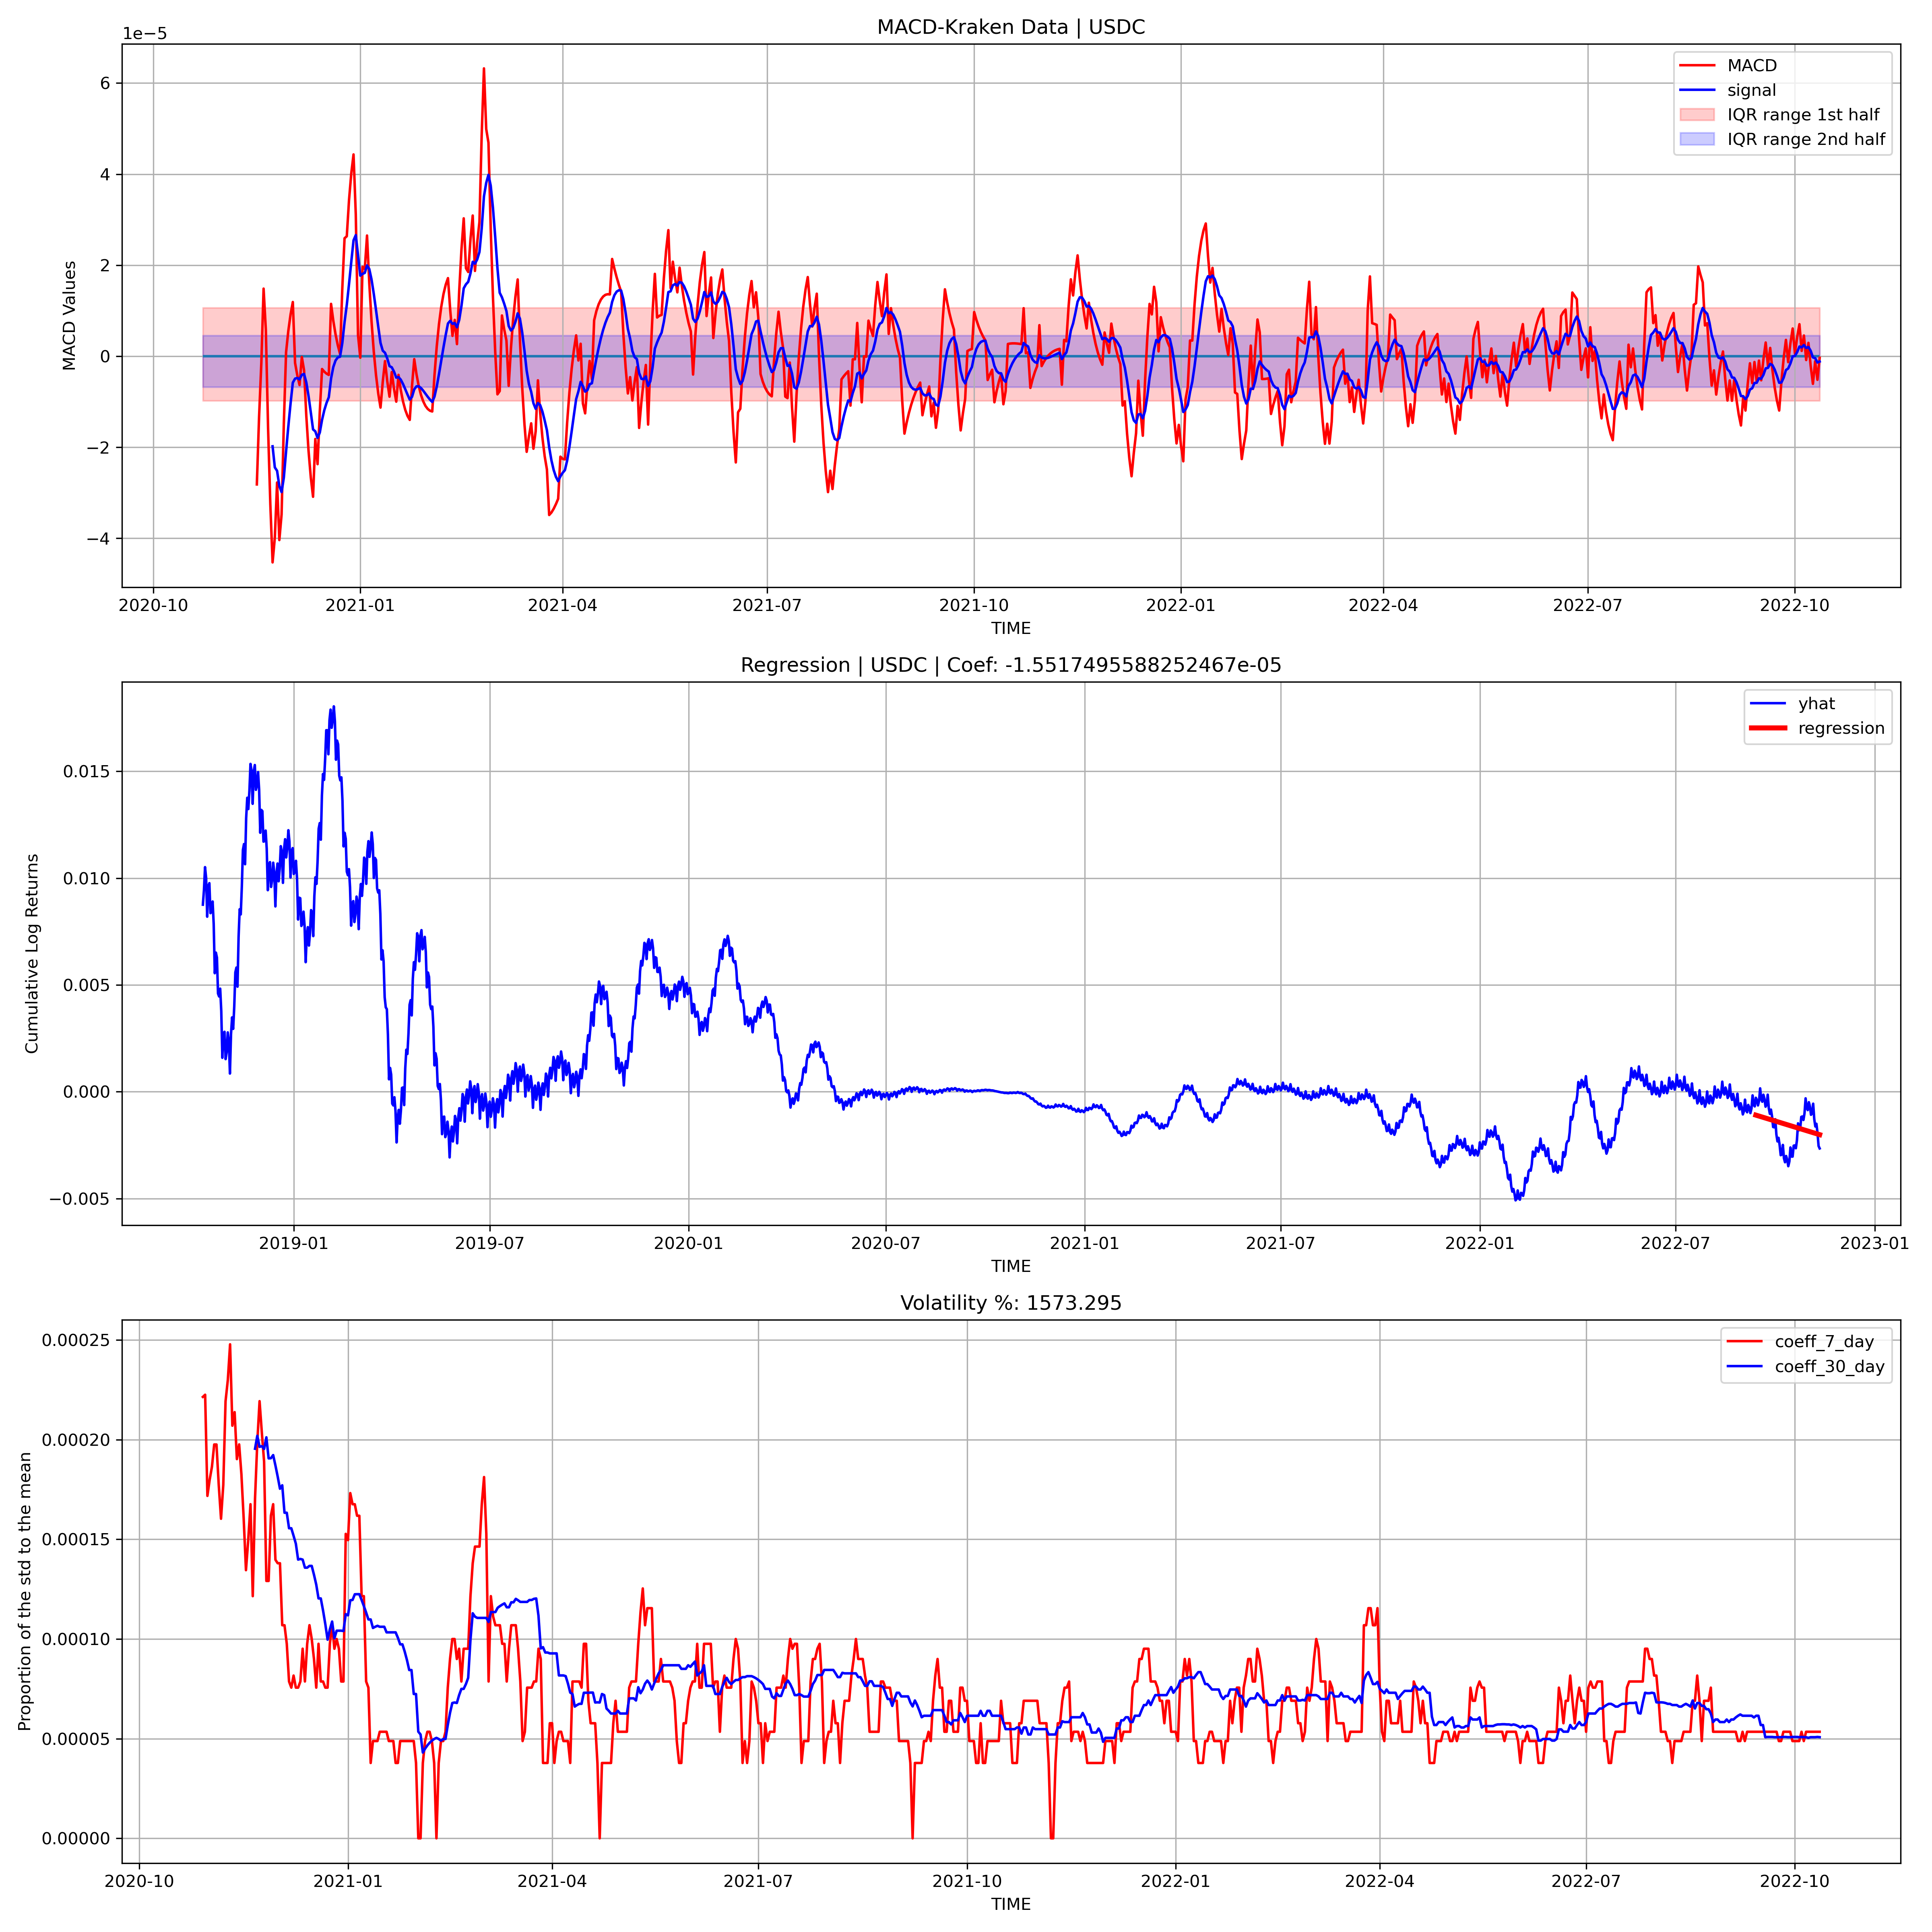 MACD-Kraken Data | USDC
1e−5
MACD
signal
IQR range 1st half
IQR range 2nd half
6
4
2
0
−2
−4
MACD Values
2020-10 2021-01 2021-04 2021-07 2021-10 2022-01 2022-04 2022-07 2022-10
TIME
Regression | USDC | Coef: -1.5517495588252467e-05
yhat
regression
0.015
0.010
0.005
0.000
−0.005
Cumulative Log Returns
2019-01 2019-07 2020-01 2020-07 2021-01 2021-07 2022-01 2022-07 2023-01
TIME
Volatility %: 1573.295
coeff_7_day
coeff_30_day
0.00025
0.00020
0.00015
0.00010
0.00005
0.00000
Proportion of the std to the mean
2020-10 2021-01 2021-04 2021-07 2021-10 2022-01 2022-04 2022-07 2022-10
TIME